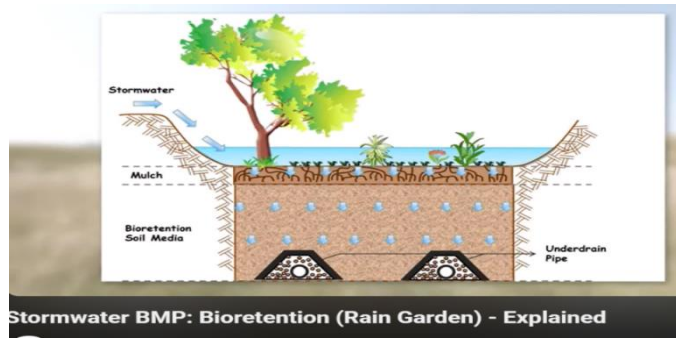 Stormwater
Mulch
Bioretention
Soil Media
Underdrain
Pipe
Stormwater BMP: Bioretention (Rain Garden) - Explained